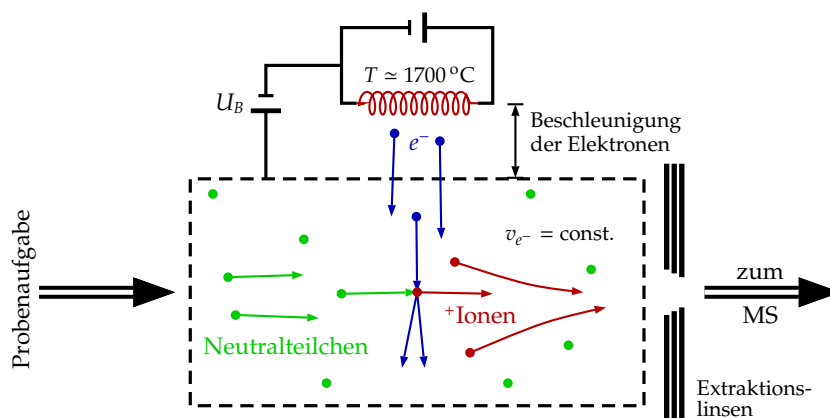 T ≃ 1700 °C
U_B
Beschleunigung
der Elektronen
e⁻
Probenaufgabe
v_e⁻ = const.
zum
MS
⁺Ionen
Neutralteilchen
Extraktions-
linsen